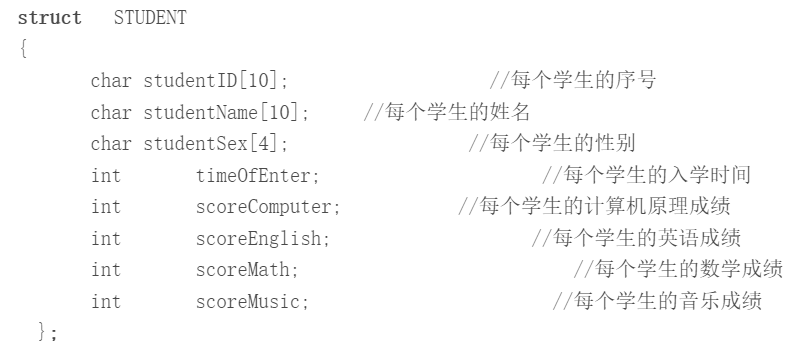 struct STUDENT
{
char studentID[10]; //每个学生的序号
char studentName[10]; //每个学生的姓名
char studentSex[4]; //每个学生的性别
int timeOfEnter; //每个学生的入学时间
int scoreComputer; //每个学生的计算机原理成绩
int scoreEnglish; //每个学生的英语成绩
int scoreMath; //每个学生的数学成绩
int scoreMusic; //每个学生的音乐成绩
};